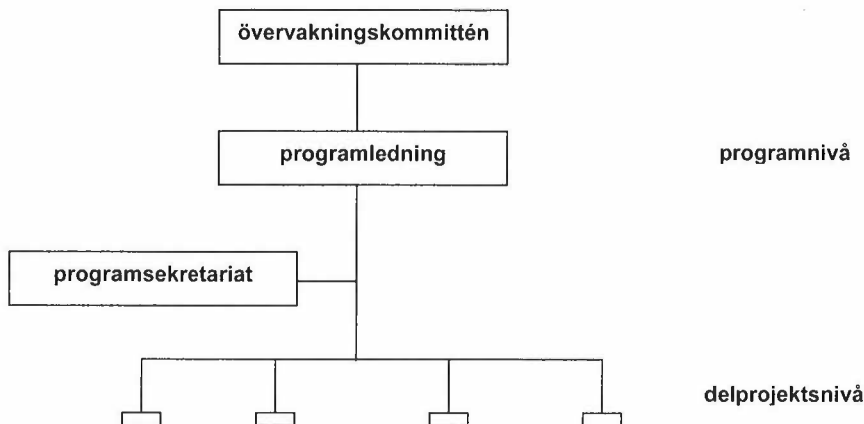 övervakningskommittén
programledning
programnivå
programsekretariat
delprojektsnivå